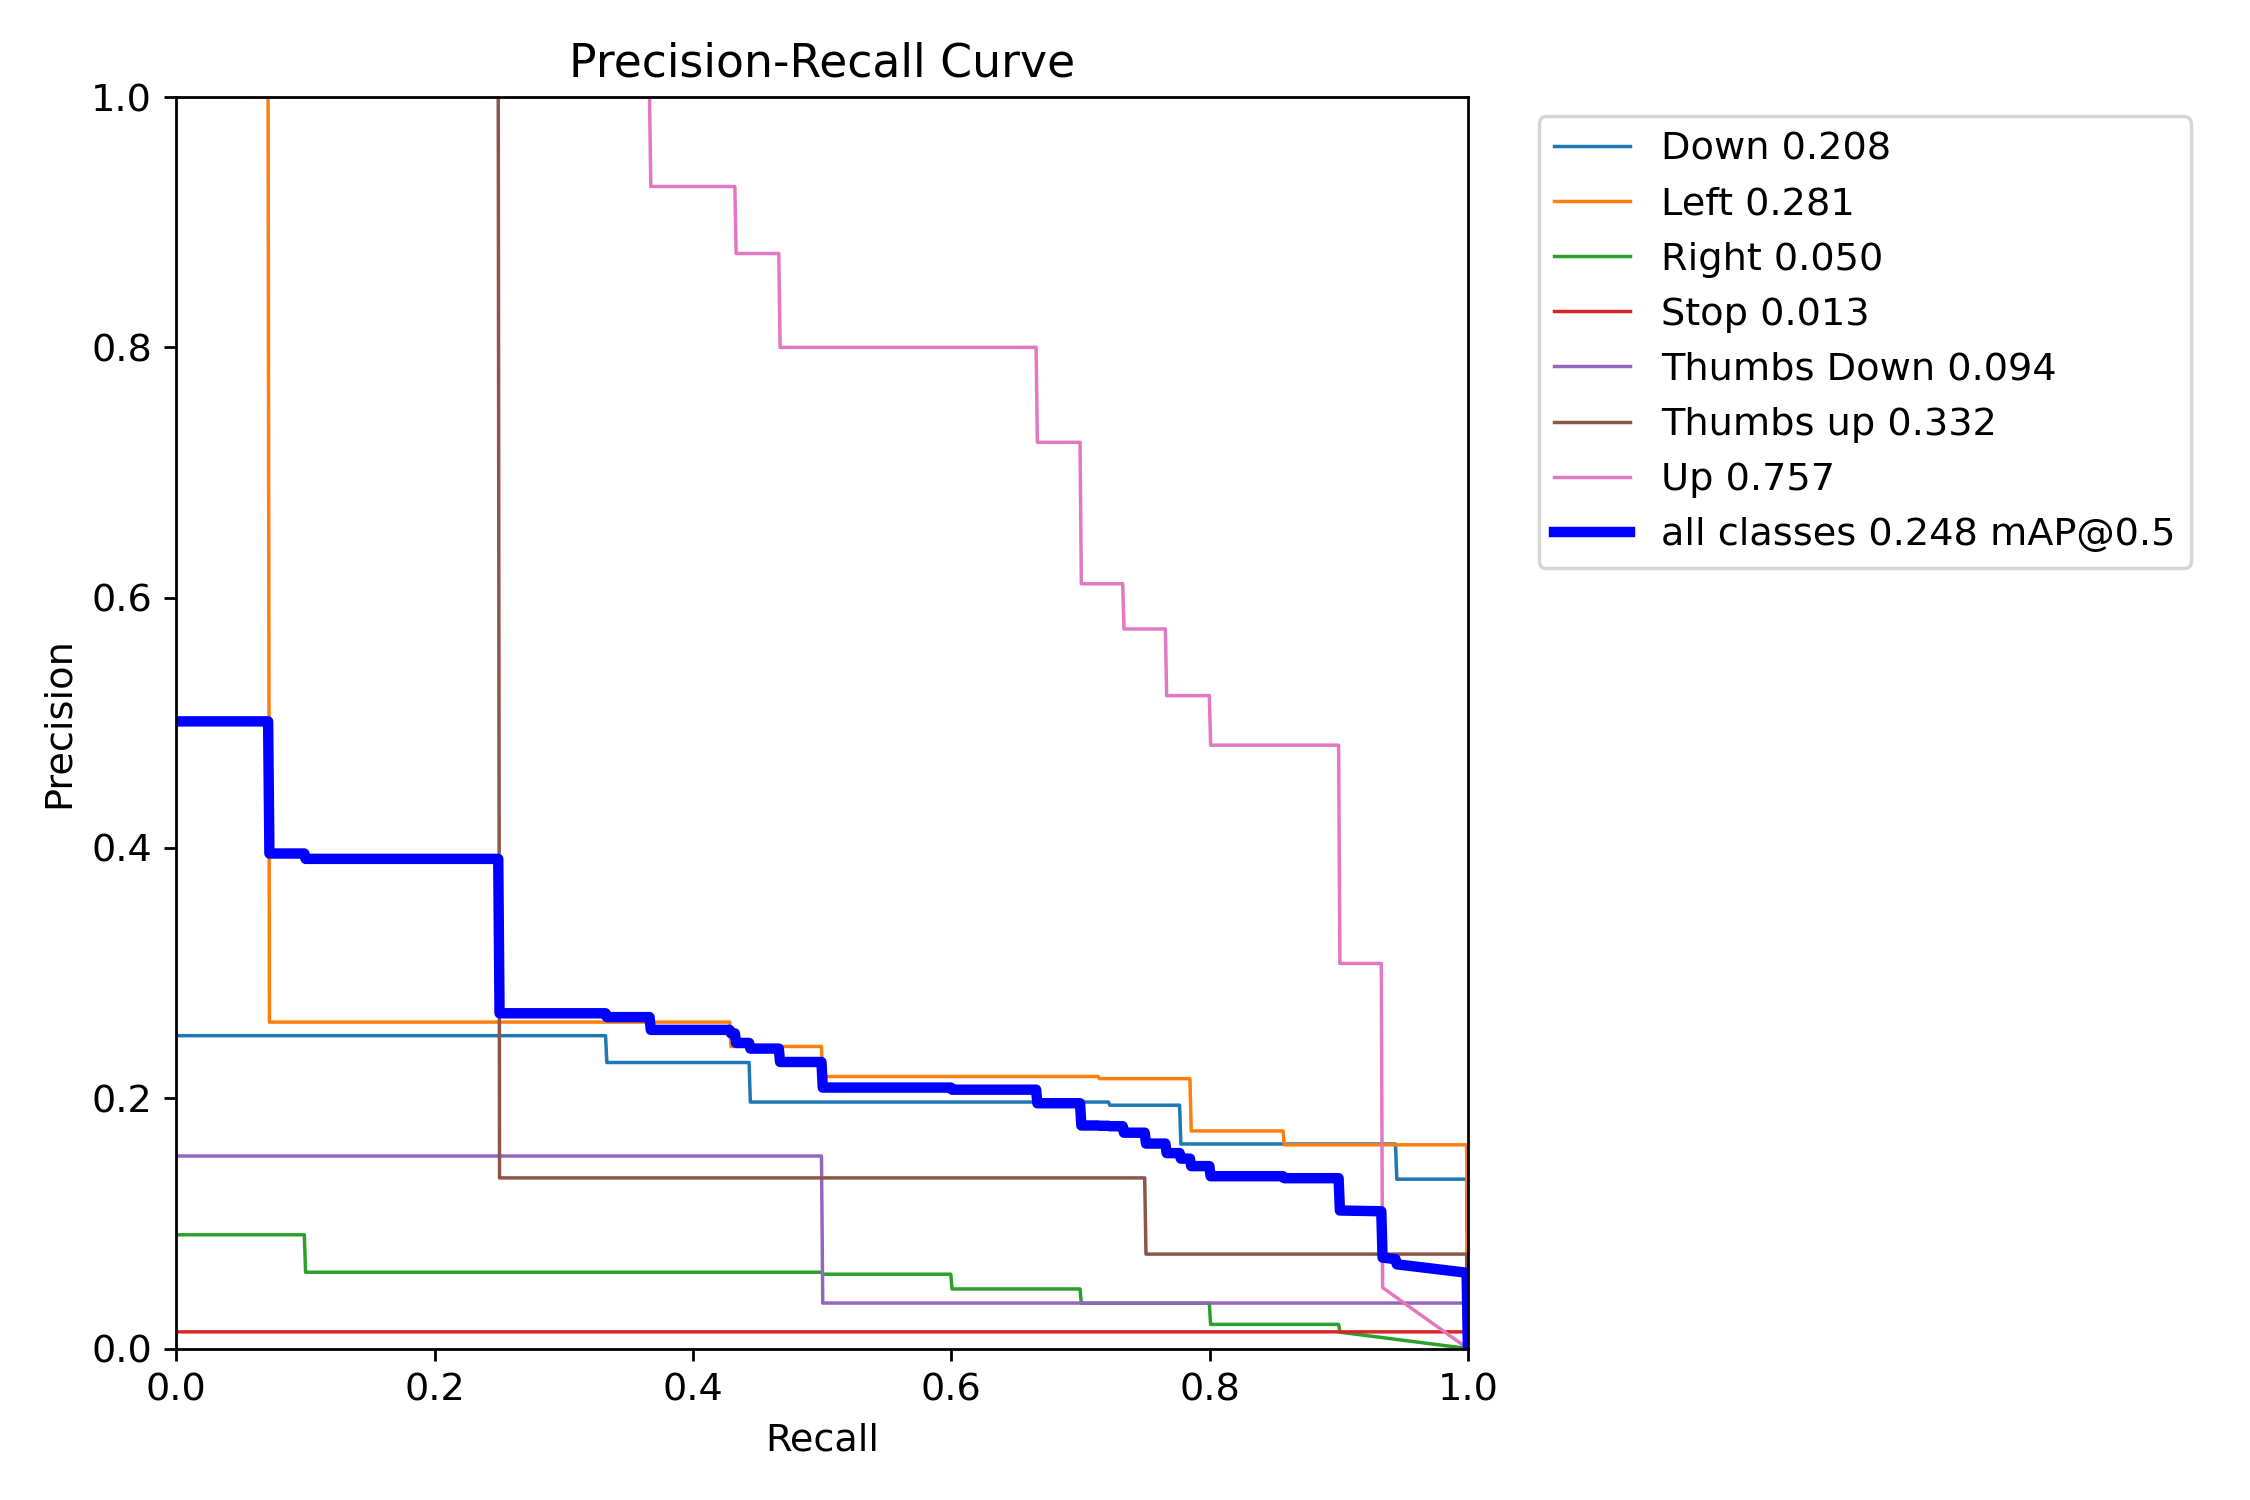 Precision-Recall Curve
1.0
0.8
0.6
0.4
0.2
0.0
Precision
0.0 0.2 0.4 0.6 0.8 1.0
Recall
Down 0.208
Left 0.281
Right 0.050
Stop 0.013
Thumbs Down 0.094
Thumbs up 0.332
Up 0.757
all classes 0.248 mAP@0.5